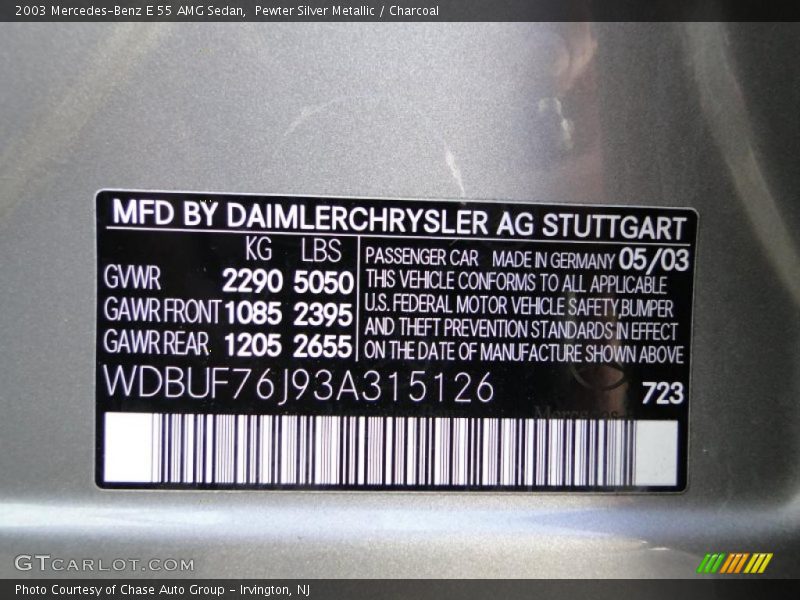 2003 Mercedes-Benz E 55 AMG Sedan, Pewter Silver Metallic / Charcoal
MFD BY DAIMLERCHRYSLER AG STUTTGART
KG LBS
GVWR 2290 5050
GAWR FRONT 1085 2395
GAWR REAR 1205 2655
PASSENGER CAR MADE IN GERMANY 05/03
THIS VEHICLE CONFORMS TO ALL APPLICABLE
U.S. FEDERAL MOTOR VEHICLE SAFETY,BUMPER
AND THEFT PREVENTION STANDARDS IN EFFECT
ON THE DATE OF MANUFACTURE SHOWN ABOVE
WDBUF76J93A315126 723
GTCARLOT.COM
Photo Courtesy of Chase Auto Group - Irvington, NJ